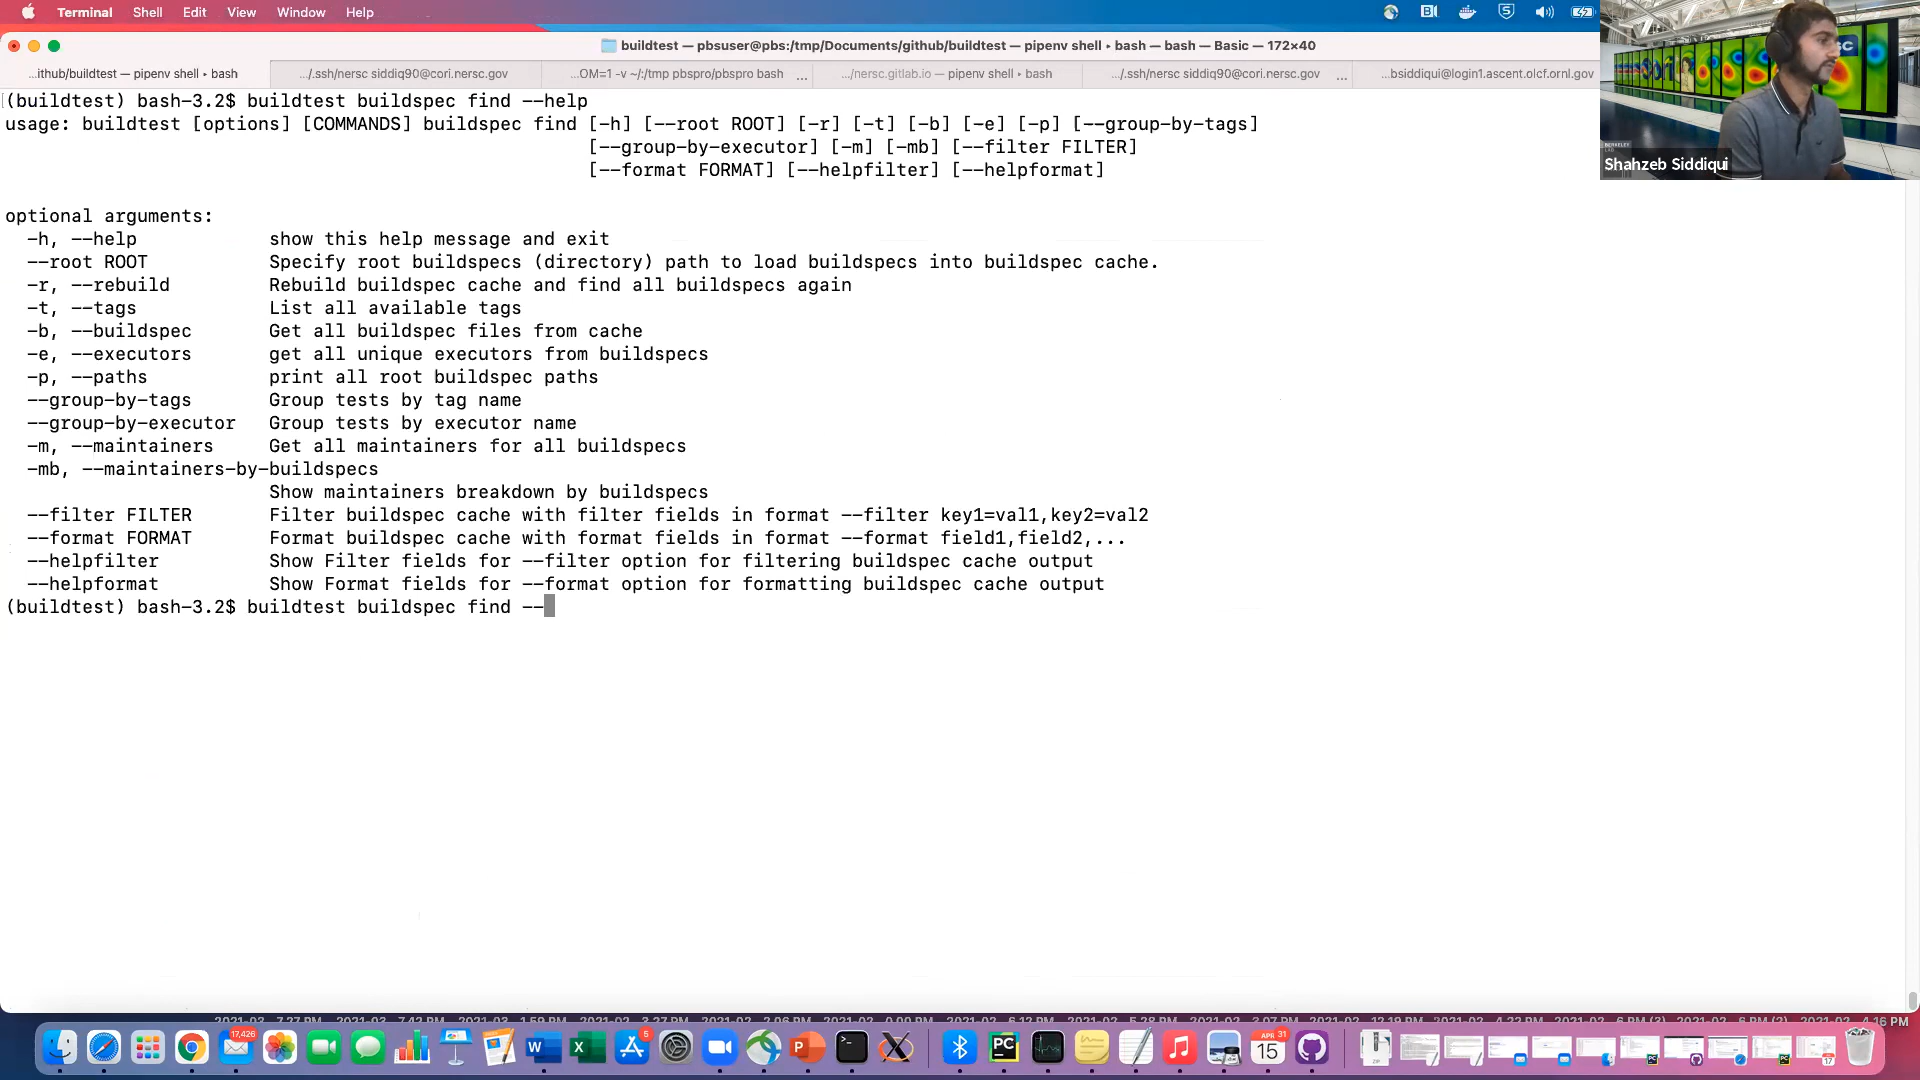 Terminal Shell Edit View Window Help
buildtest — pbsuser@pbs:/tmp/Documents/github/buildtest — pipenv shell ▸ bash — bash — Basic — 172×40
...ithub/buildtest — pipenv shell ▸ bash
.../.ssh/nersc siddiq90@cori.nersc.gov
...OM=1 -v ~/:/tmp pbspro/pbspro bash ...
.../nersc.gitlab.io — pipenv shell ▸ bash
.../.ssh/nersc siddiq90@cori.nersc.gov ...
...bsiddiqui@login1.ascent.olcf.ornl.gov
Shahzeb Siddiqui
(buildtest) bash-3.2$ buildtest buildspec find --help
usage: buildtest [options] [COMMANDS] buildspec find [-h] [--root ROOT] [-r] [-t] [-b] [-e] [-p] [--group-by-tags]
[--group-by-executor] [-m] [-mb] [--filter FILTER]
[--format FORMAT] [--helpfilter] [--helpformat]
optional arguments:
-h, --help show this help message and exit
--root ROOT Specify root buildspecs (directory) path to load buildspecs into buildspec cache.
-r, --rebuild Rebuild buildspec cache and find all buildspecs again
-t, --tags List all available tags
-b, --buildspec Get all buildspec files from cache
-e, --executors get all unique executors from buildspecs
-p, --paths print all root buildspec paths
--group-by-tags Group tests by tag name
--group-by-executor Group tests by executor name
-m, --maintainers Get all maintainers for all buildspecs
-mb, --maintainers-by-buildspecs
Show maintainers breakdown by buildspecs
--filter FILTER Filter buildspec cache with filter fields in format --filter key1=val1,key2=val2
--format FORMAT Format buildspec cache with format fields in format --format field1,field2,...
--helpfilter Show Filter fields for --filter option for filtering buildspec cache output
--helpformat Show Format fields for --format option for formatting buildspec cache output
(buildtest) bash-3.2$ buildtest buildspec find --
17,426
5
APR 31
15